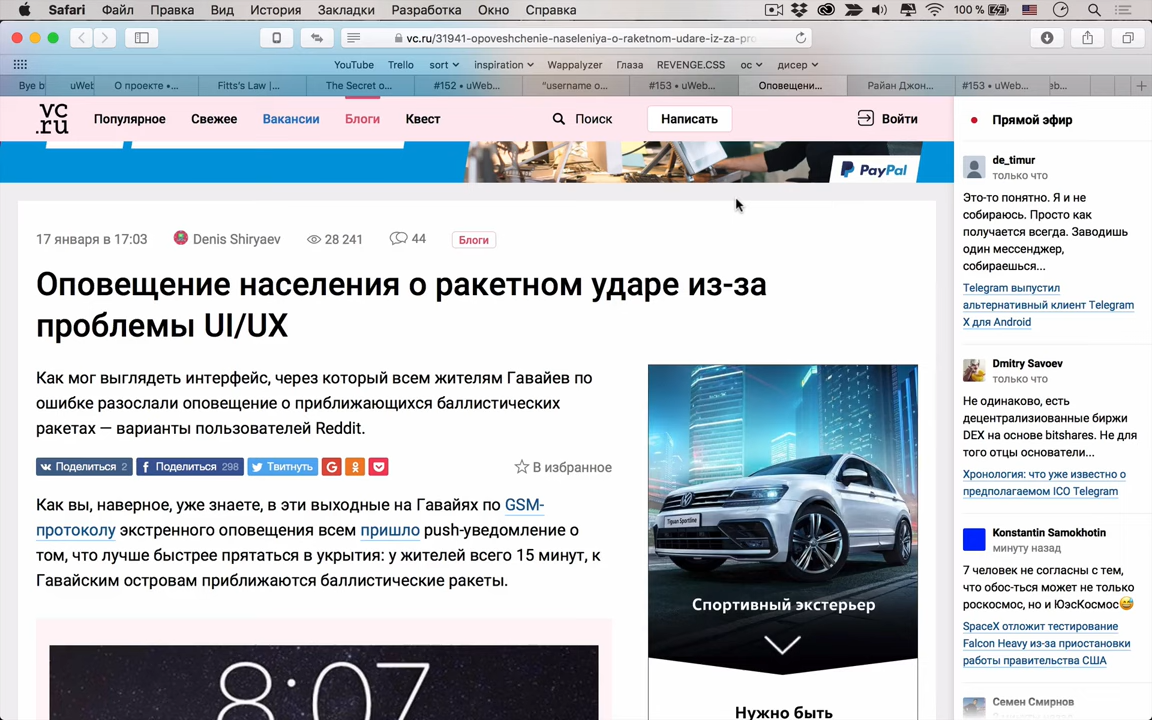 Safari Файл Правка Вид История Закладки Разработка Окно Справка 100 %
vc.ru/31941-opoveshchenie-naseleniya-o-raketnom-udare-iz-za-pro
YouTube Trello sort inspiration Wappalyzer Глаза REVENGE.CSS ос дисер
Bye b uWeb О проекте •... Fitts's Law |... The Secret o... #152 • uWeb... "username o... #153 • uWeb... Оповещени... Райан Джон... #153 • uWeb... eb...
vc
.ru
Популярное Свежее Вакансии Блоги Квест Поиск Написать Войти
PayPal
17 января в 17:03 Denis Shiryaev 28 241 44 Блоги
Оповещение населения о ракетном ударе из-за
проблемы UI/UX
Как мог выглядеть интерфейс, через который всем жителям Гавайев по
ошибке разослали оповещение о приближающихся баллистических
ракетах — варианты пользователей Reddit.
Поделиться 2 Поделиться 298 Твитнуть В избранное
Как вы, наверное, уже знаете, в эти выходные на Гавайях по GSM-
протоколу экстренного оповещения всем пришло push-уведомление о
том, что лучше быстрее прятаться в укрытия: у жителей всего 15 минут, к
Гавайским островам приближаются баллистические ракеты.
8:07
Tiguan Sportline
Спортивный экстерьер
Нужно быть
Прямой эфир
de_timur
только что
Это-то понятно. Я и не
собираюсь. Просто как
получается всегда. Заводишь
один мессенджер,
собираешься...
Telegram выпустил
альтернативный клиент Telegram
X для Android
Dmitry Savoev
только что
Не одинаково, есть
децентрализиованные биржи
DEX на основе bitshares. Не для
того отцы основатели...
Хронология: что уже известно о
предполагаемом ICO Telegram
Konstantin Samokhotin
минуту назад
7 человек не согласны с тем,
что обос-ться может не только
роскосмос, но и ЮэсКосмос😅
SpaceX отложит тестирование
Falcon Heavy из-за приостановки
работы правительства США
Семен Смирнов